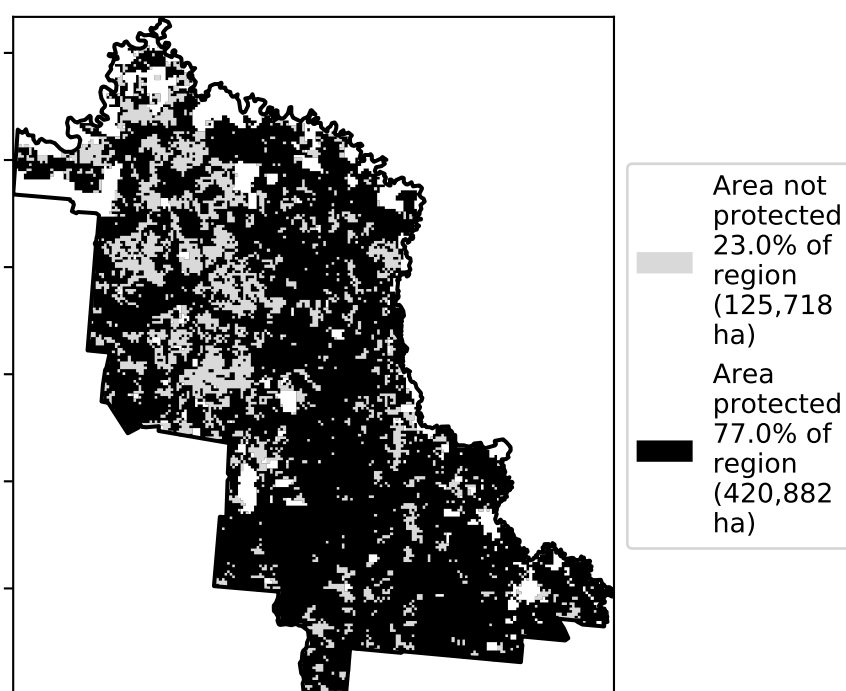 Area not
protected
23.0% of
region
(125,718
ha)
Area
protected
77.0% of
region
(420,882
ha)